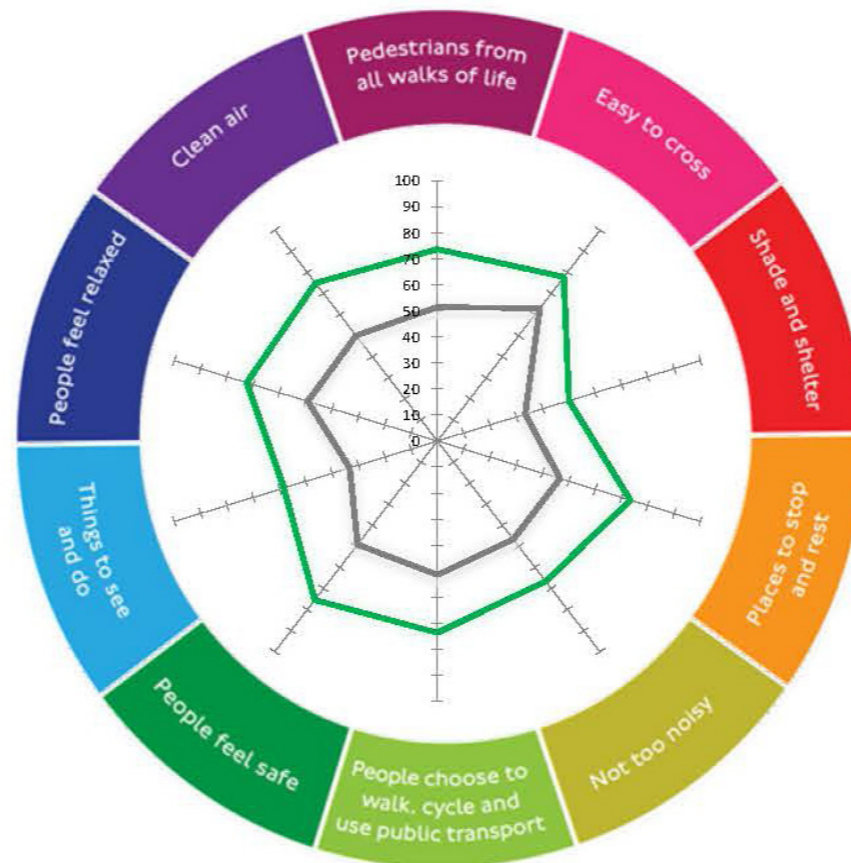 Pedestrians from
all walks of life
Easy to cross
Shade and shelter
Places to stop
and rest
Not too noisy
People choose to
walk, cycle and
use public transport
People feel safe
Things to see
and do
People feel relaxed
Clean air
100
90
80
70
60
50
40
30
20
10
0